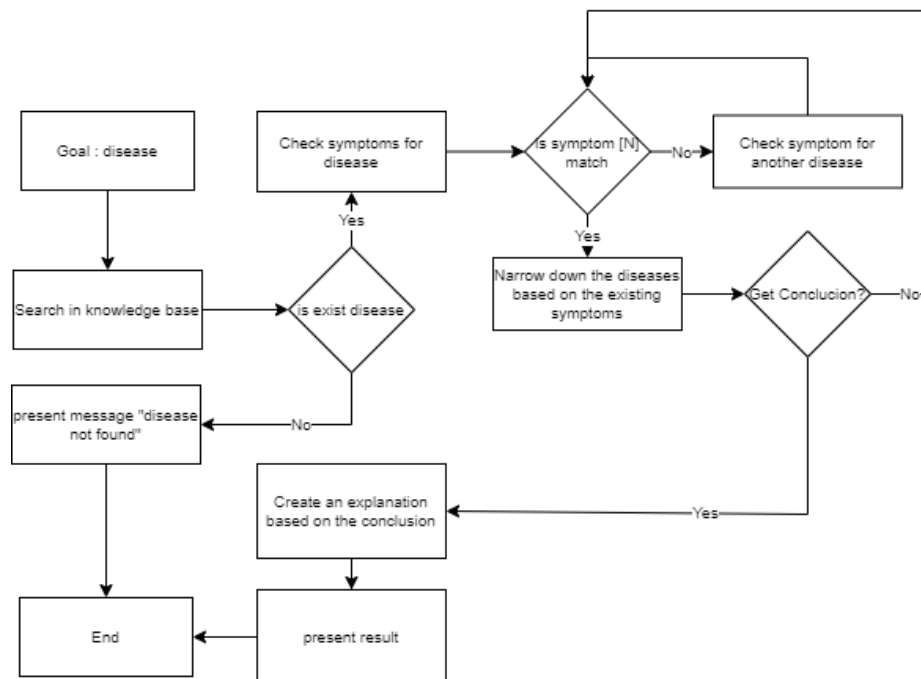 Goal : disease
Search in knowledge base
is exist disease
Yes
No
present message "disease
not found"
End
Check symptoms for
disease
is symptom [N]
match
No
Check symptom for
another disease
Yes
Narrow down the diseases
based on the existing
symptoms
Get Conclucion?
No
Yes
Create an explanation
based on the conclusion
present result